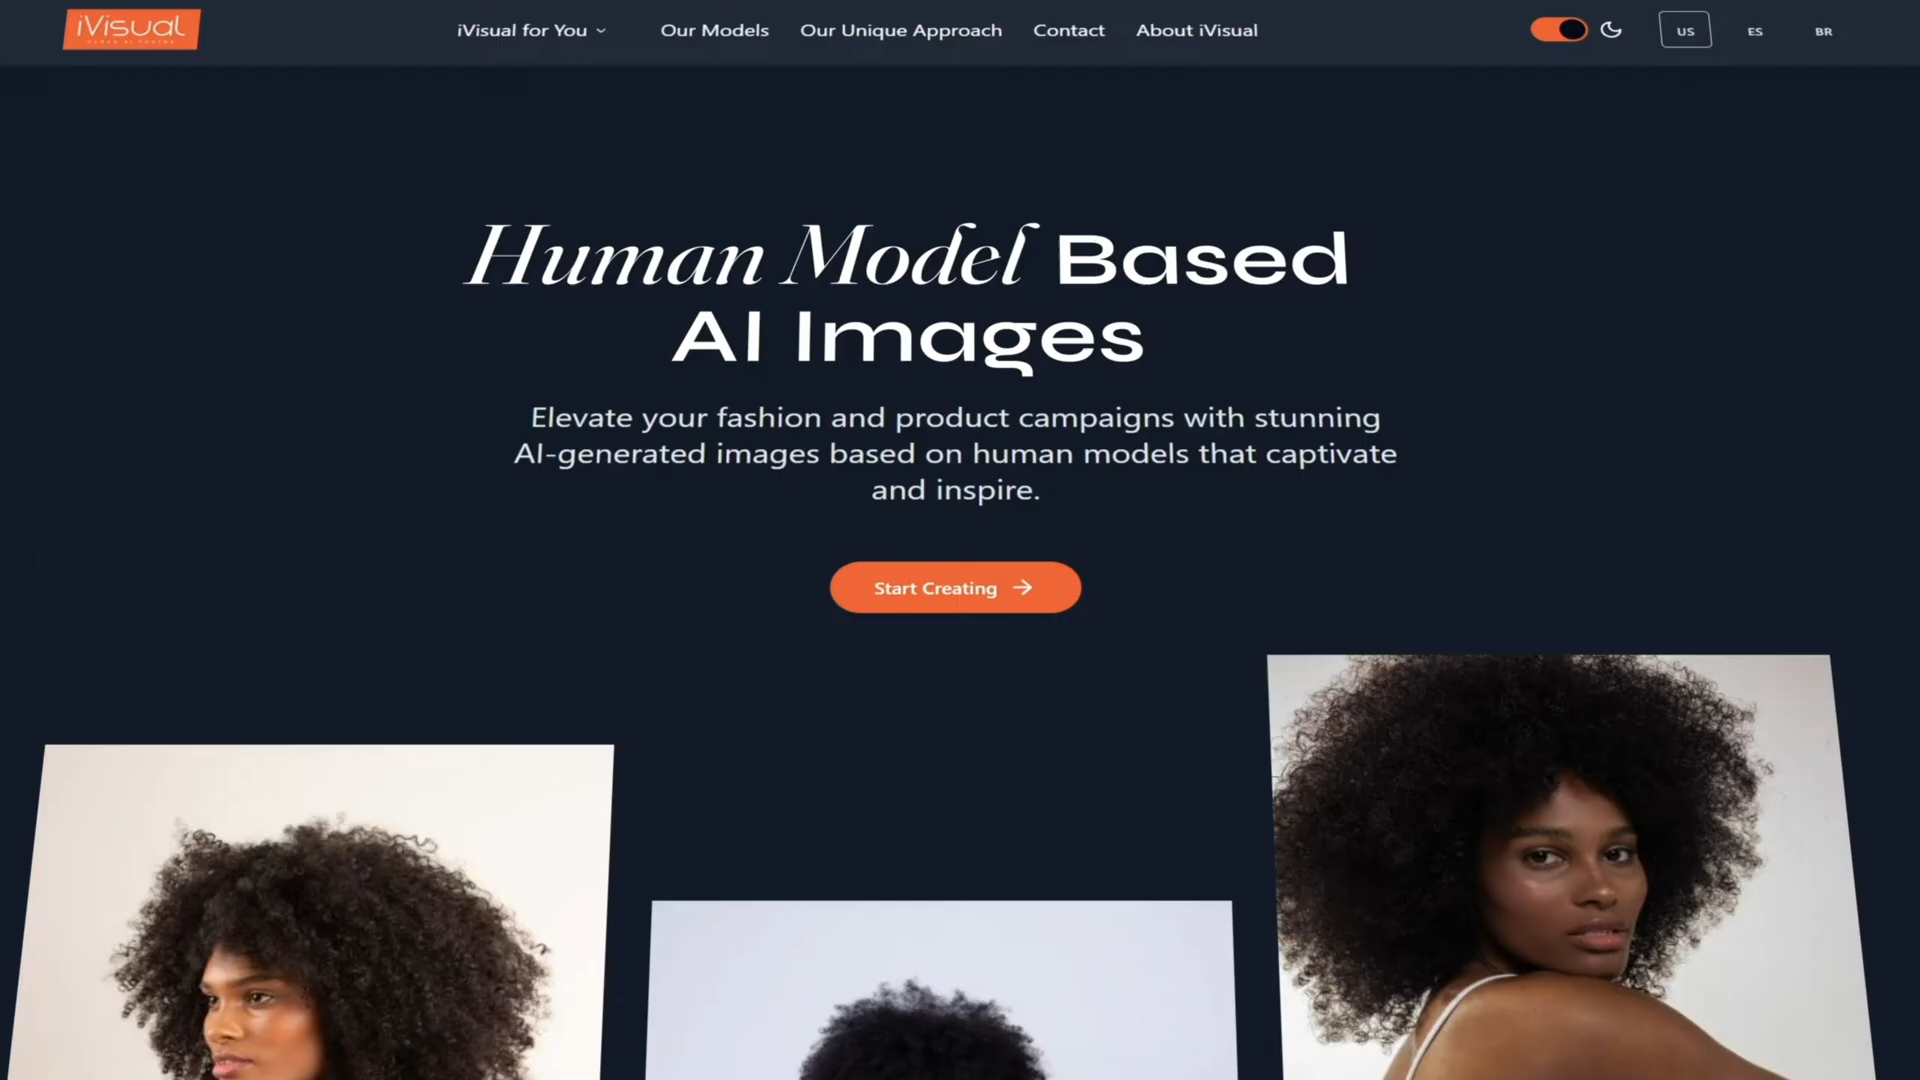 iVisual
iVisual for You
Our Models
Our Unique Approach
Contact
About iVisual
US
ES
BR
Human Model Based
AI Images
Elevate your fashion and product campaigns with stunning
AI-generated images based on human models that captivate
and inspire.
Start Creating